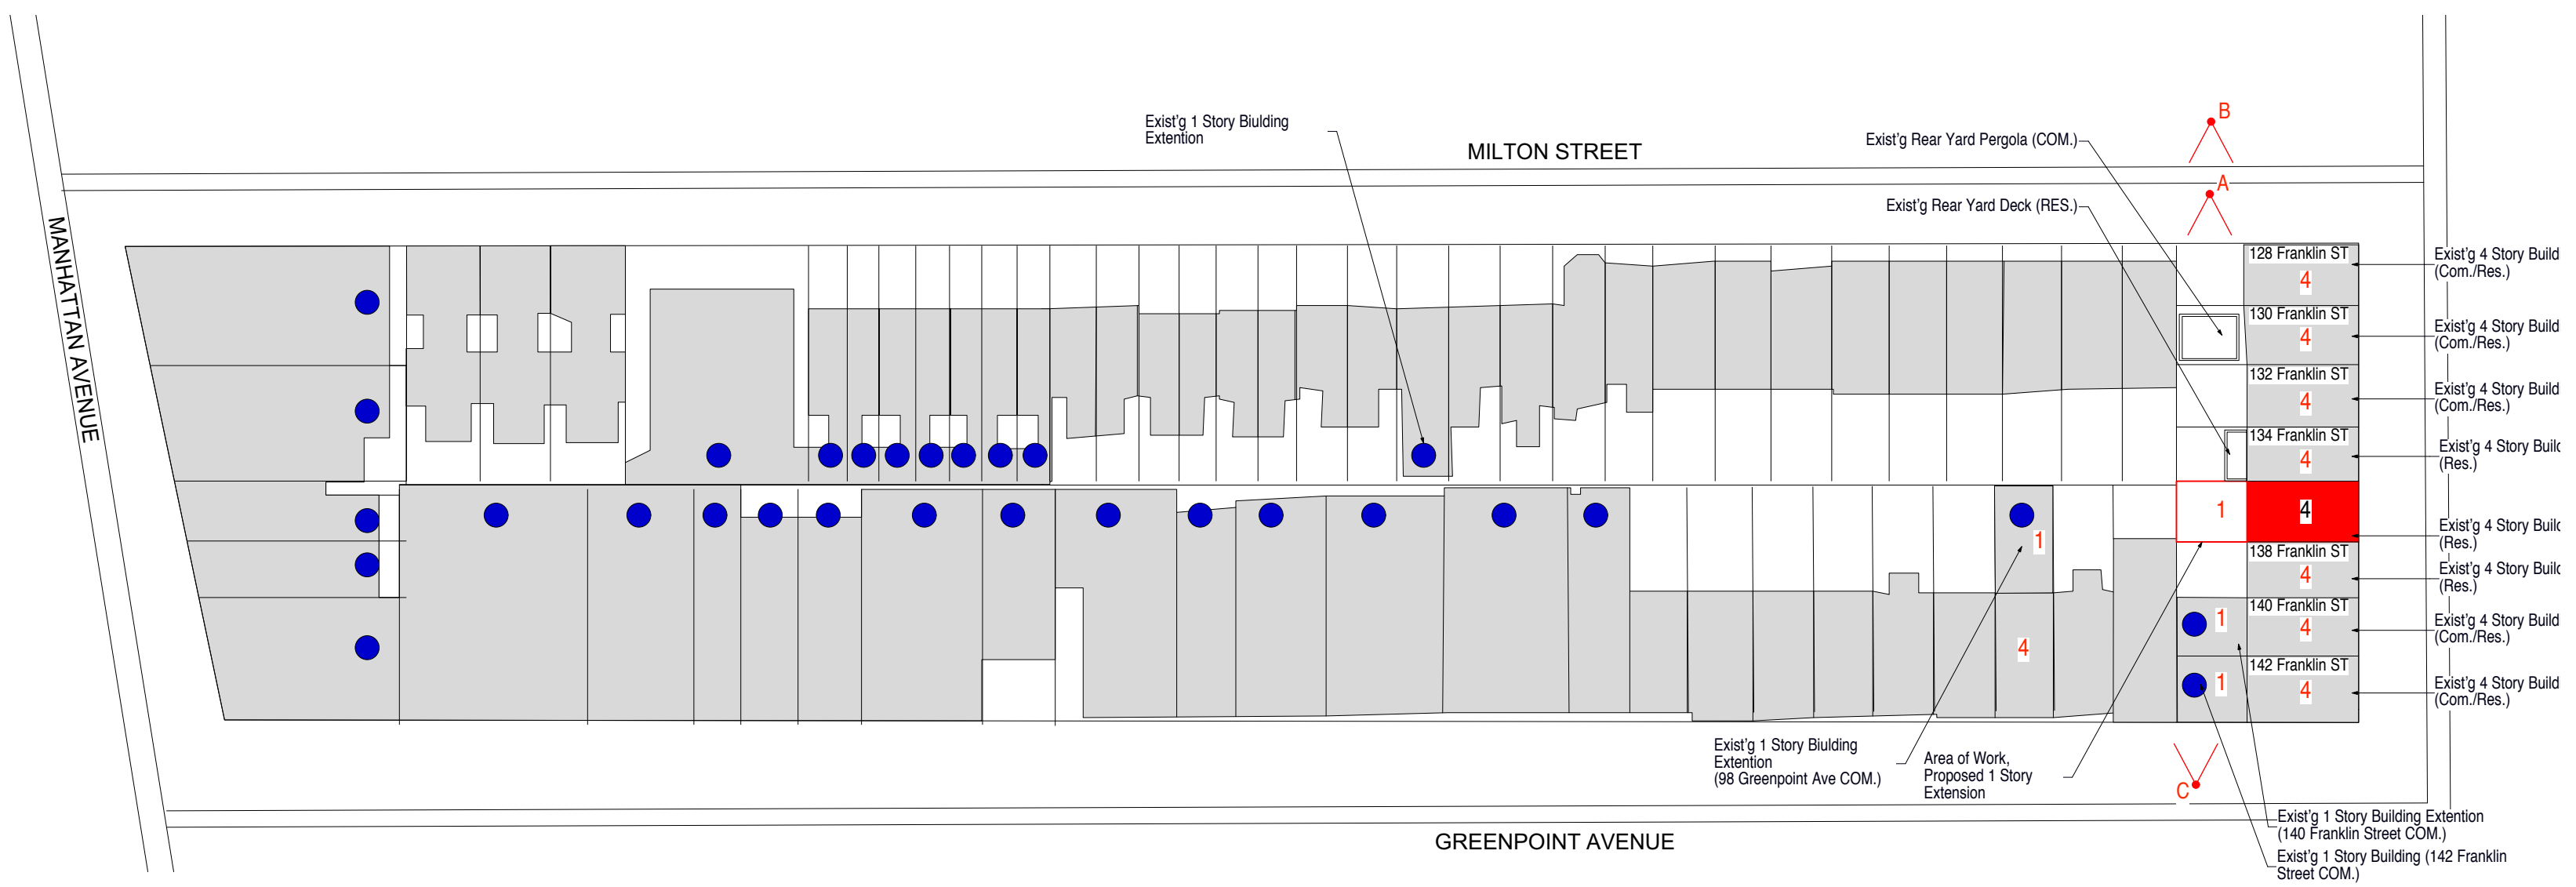 B
Exist'g 1 Story Biulding
Extention
MILTON STREET
Exist'g Rear Yard Pergola (COM.)
A
Exist'g Rear Yard Deck (RES.)
MANHATTAN AVENUE
128 Franklin ST
4
Exist'g 4 Story Build
(Com./Res.)
130 Franklin ST
4
Exist'g 4 Story Build
(Com./Res.)
132 Franklin ST
4
Exist'g 4 Story Build
(Com./Res.)
134 Franklin ST
4
Exist'g 4 Story Build
(Res.)
1
4
Exist'g 4 Story Build
(Res.)
1
138 Franklin ST
4
Exist'g 4 Story Build
(Res.)
140 Franklin ST
1
4
Exist'g 4 Story Build
(Com./Res.)
4
142 Franklin ST
1
4
Exist'g 4 Story Build
(Com./Res.)
Exist'g 1 Story Biulding
Extention
(98 Greenpoint Ave COM.)
Area of Work,
Proposed 1 Story
Extension
C
GREENPOINT AVENUE
Exist'g 1 Story Building Extention
(140 Franklin Street COM.)
Exist'g 1 Story Building (142 Franklin
Street COM.)